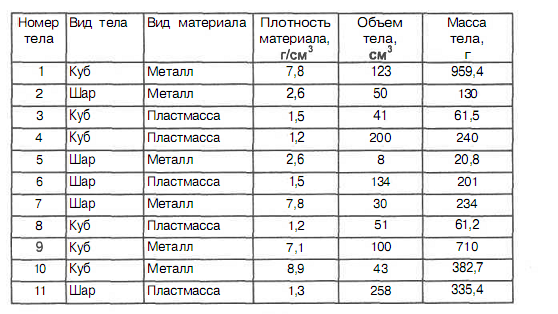 Номер тела Вид тела Вид материала Плотность материала, г/см³ Объем тела, см³ Масса тела, г
1 Куб Металл 7,8 123 959,4
2 Шар Металл 2,6 50 130
3 Куб Пластмасса 1,5 41 61,5
4 Куб Пластмасса 1,2 200 240
5 Шар Металл 2,6 8 20,8
6 Шар Пластмасса 1,5 134 201
7 Шар Металл 7,8 30 234
8 Куб Пластмасса 1,2 51 61,2
9 Куб Металл 7,1 100 710
10 Куб Металл 8,9 43 382,7
11 Шар Пластмасса 1,3 258 335,4